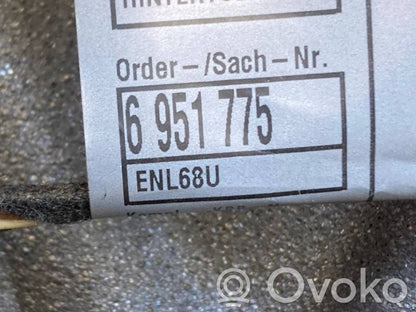 Order-/Sach-Nr.
6 951 775
ENL68U
Ovoko